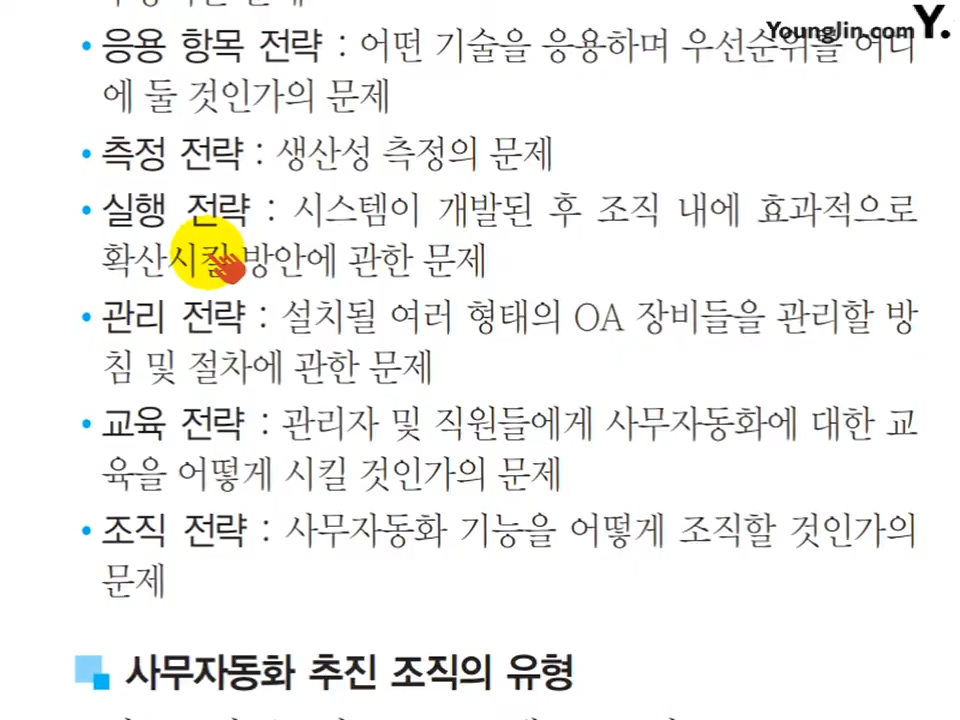 YoungJin.com Y.
• 응용 항목 전략 : 어떤 기술을 응용하며 우선순위를 어디
에 둘 것인가의 문제
• 측정 전략 : 생산성 측정의 문제
• 실행 전략 : 시스템이 개발된 후 조직 내에 효과적으로
확산시킬 방안에 관한 문제
• 관리 전략 : 설치될 여러 형태의 OA 장비들을 관리할 방
침 및 절차에 관한 문제
• 교육 전략 : 관리자 및 직원들에게 사무자동화에 대한 교
육을 어떻게 시킬 것인가의 문제
• 조직 전략 : 사무자동화 기능을 어떻게 조직할 것인가의
문제
사무자동화 추진 조직의 유형